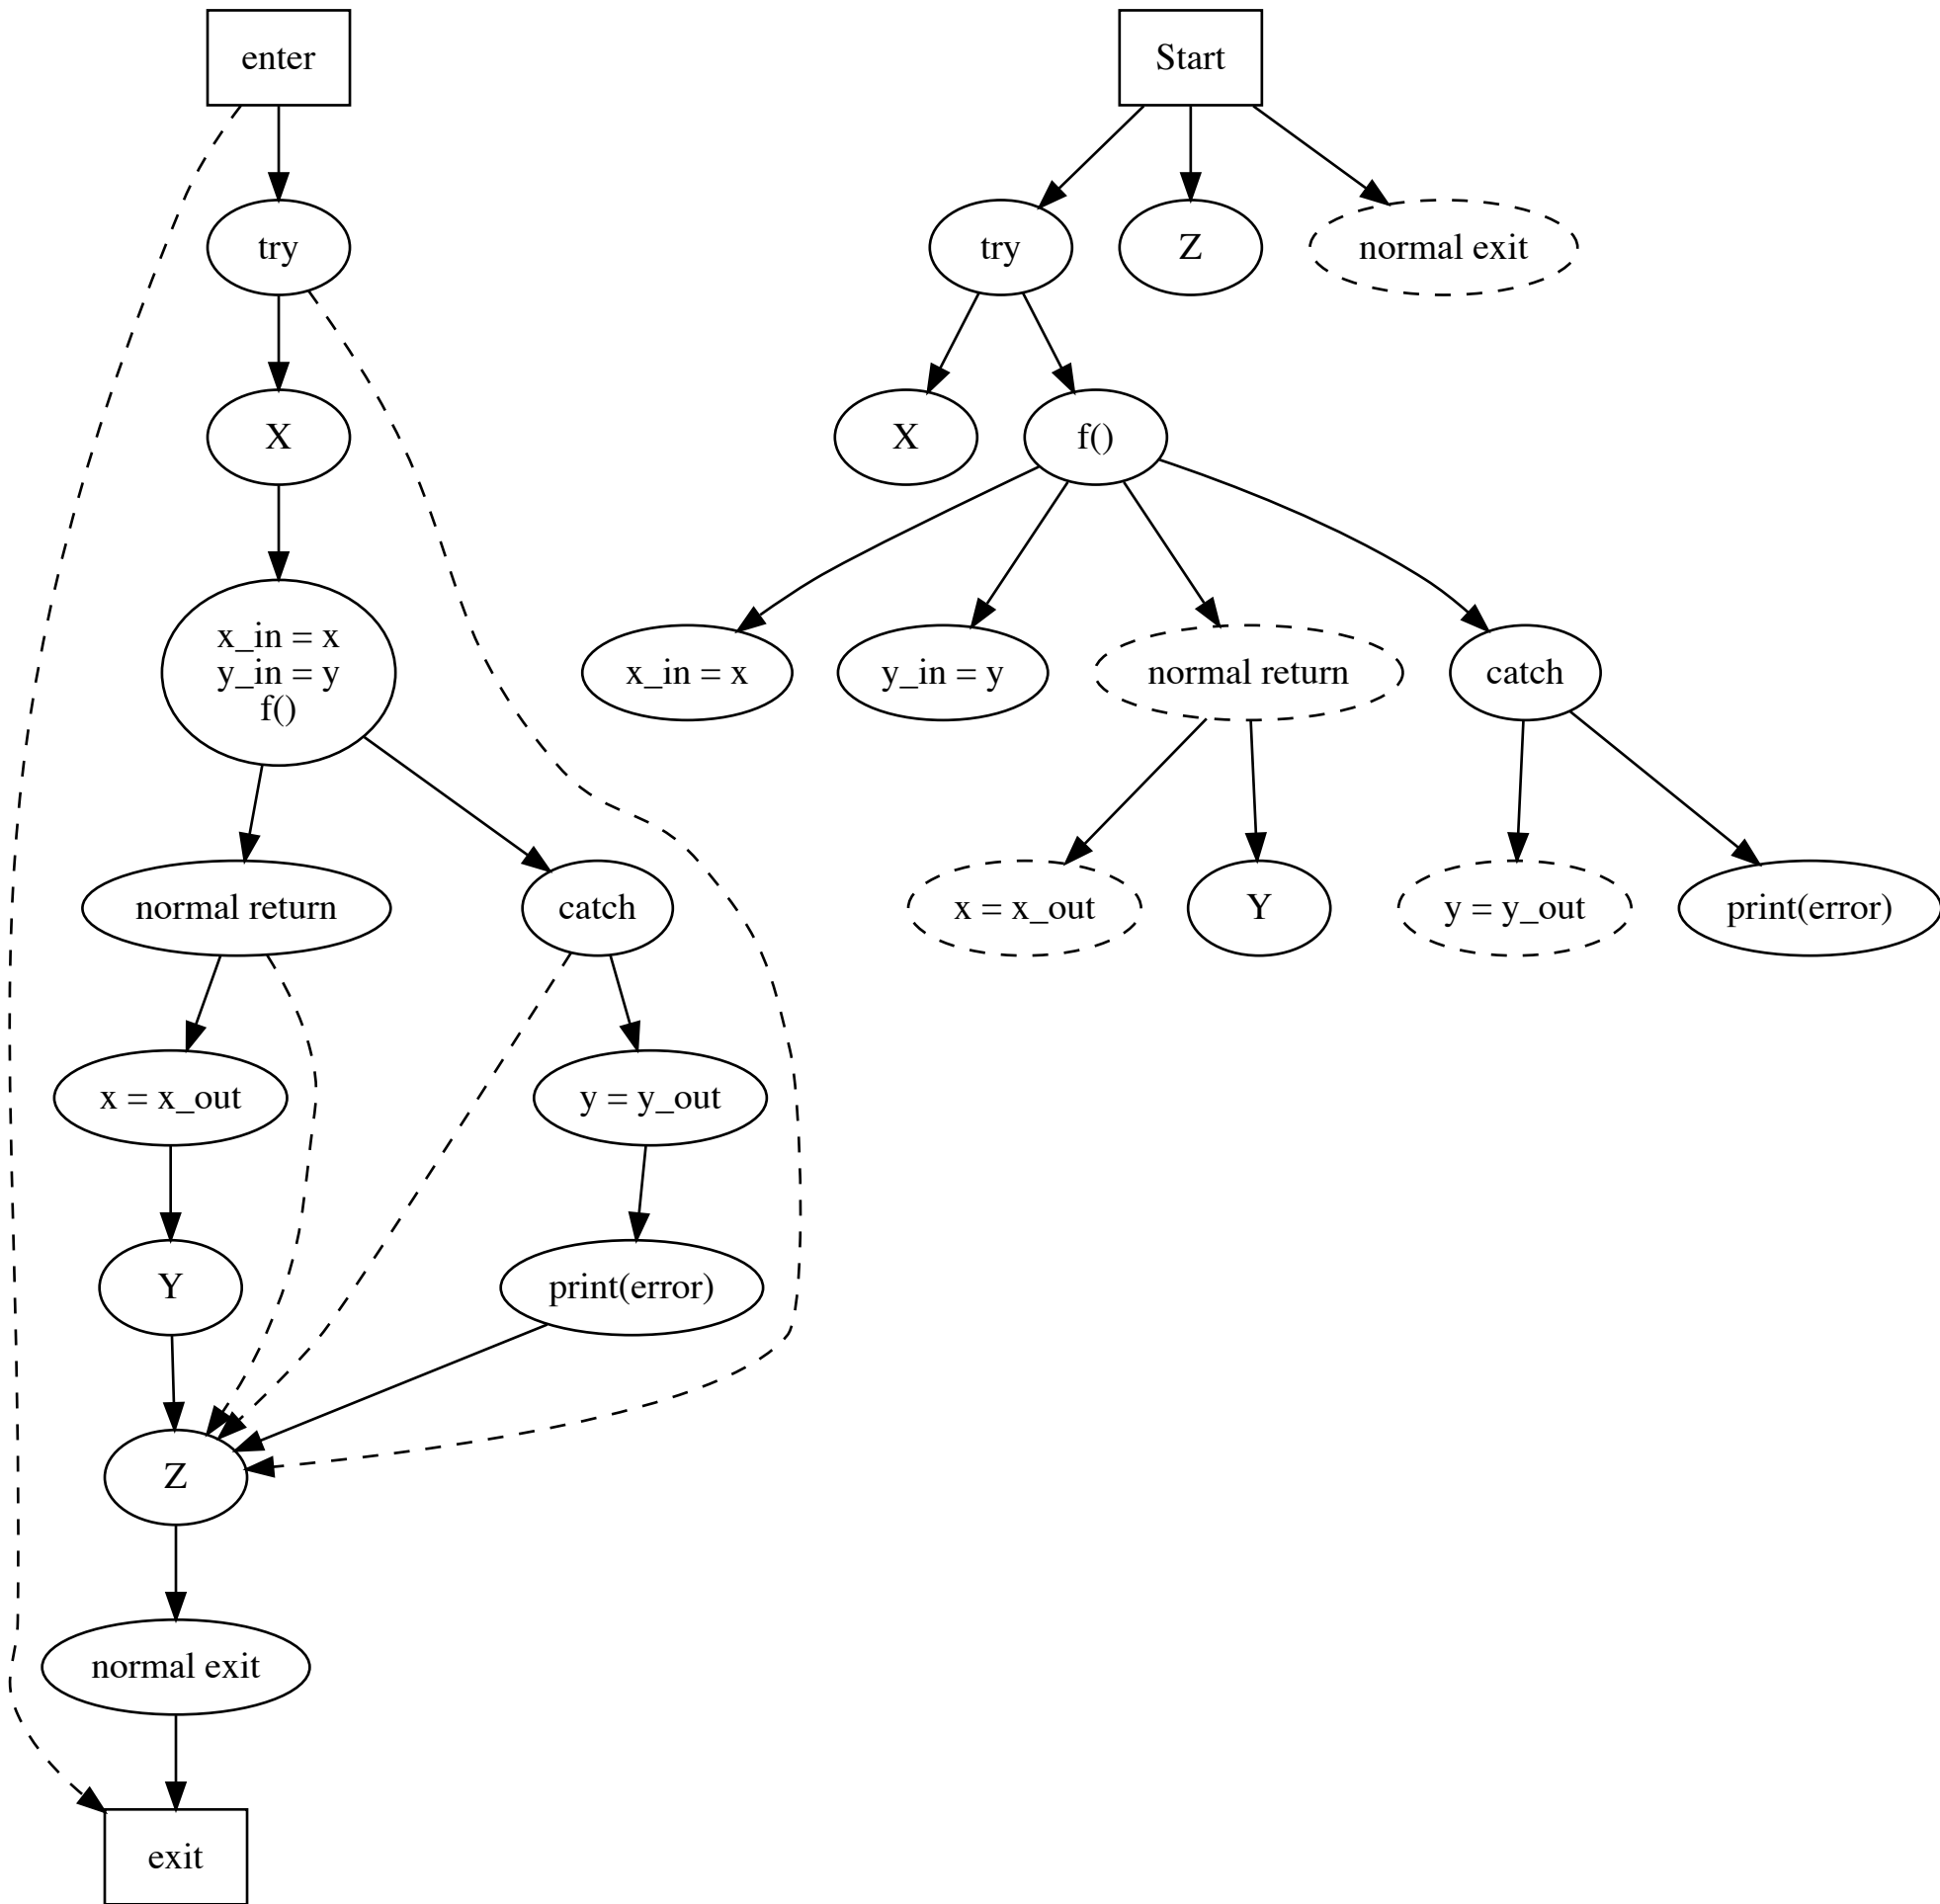 enter
try
X
x_in = x
y_in = y
f()
normal return
catch
x = x_out
y = y_out
Y
print(error)
Z
normal exit
exit
Start
try
Z
normal exit
X
f()
x_in = x
y_in = y
normal return
catch
x = x_out
Y
y = y_out
print(error)